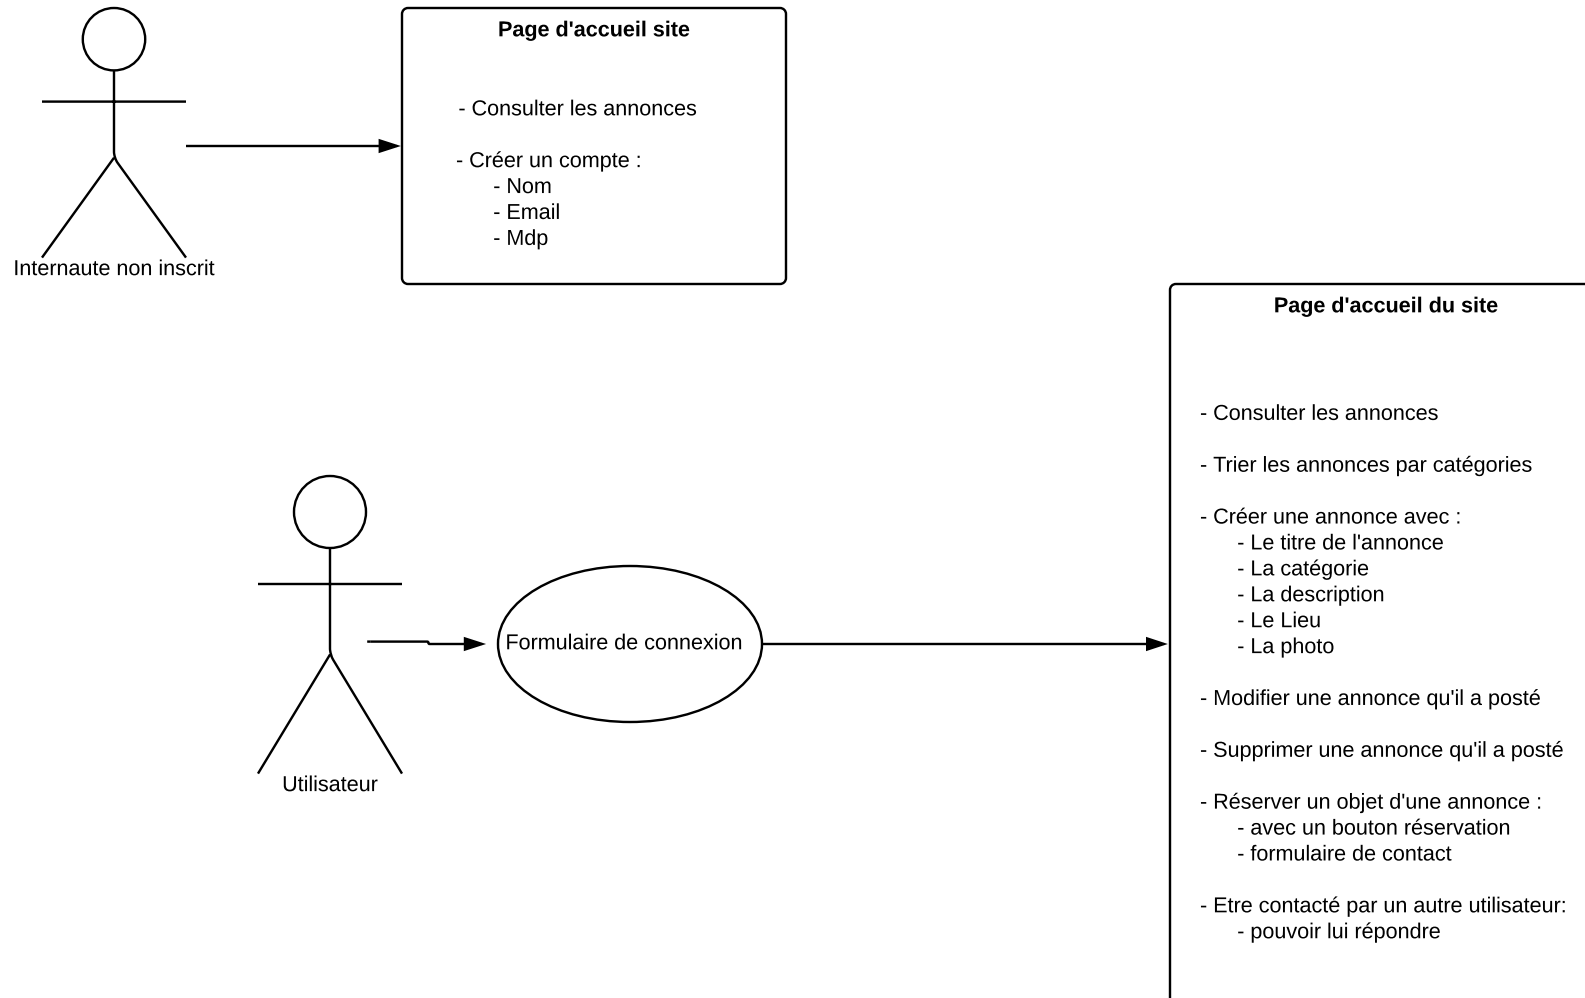 Page d'accueil site
- Consulter les annonces
- Créer un compte :
- Nom
- Email
- Mdp
Internaute non inscrit
Page d'accueil du site
- Consulter les annonces
- Trier les annonces par catégories
- Créer une annonce avec :
- Le titre de l'annonce
- La catégorie
- La description
- Le Lieu
- La photo
- Modifier une annonce qu'il a posté
- Supprimer une annonce qu'il a posté
- Réserver un objet d'une annonce :
- avec un bouton réservation
- formulaire de contact
- Etre contacté par un autre utilisateur:
- pouvoir lui répondre
Formulaire de connexion
Utilisateur